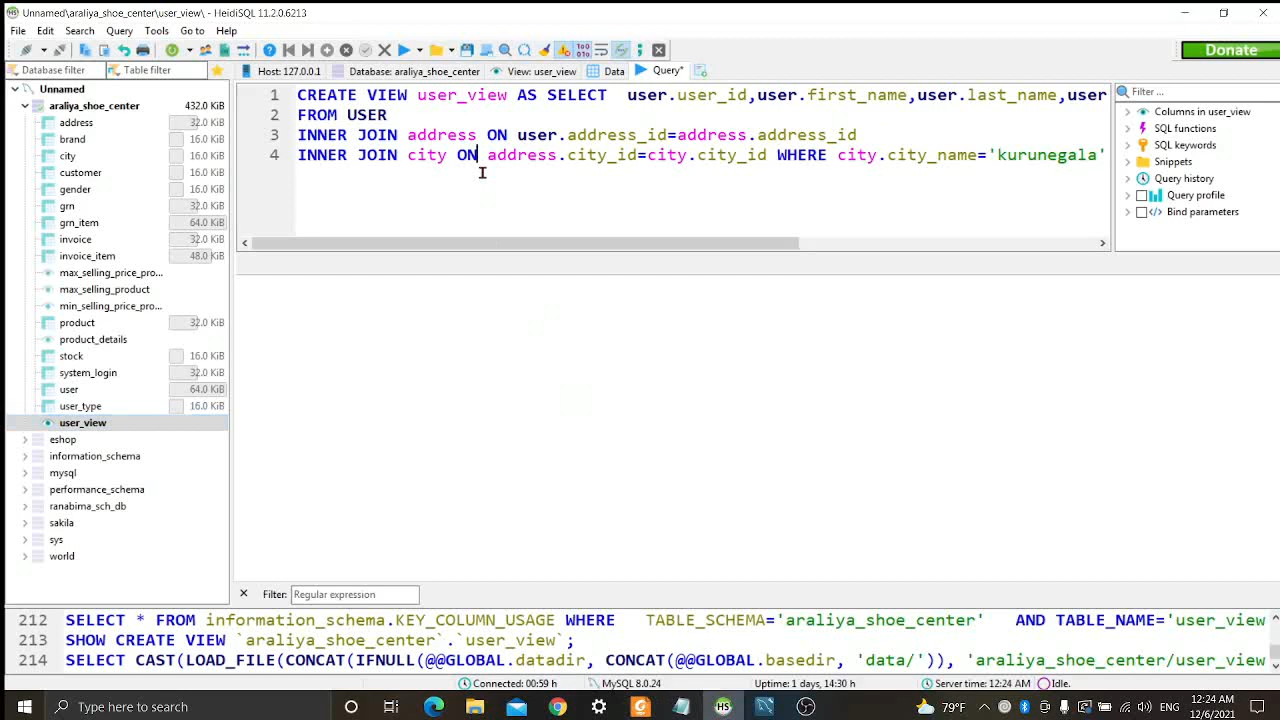 Unnamed\araliya_shoe_center\user_view\ - HeidiSQL 11.2.0.6213
File Edit Search Query Tools Go to Help
Donate
Database filter Table filter
Host: 127.0.0.1 Database: araliya_shoe_center View: user_view Data Query*
Unnamed
araliya_shoe_center 432.0 KiB
address 32.0 KiB
brand 16.0 KiB
city 16.0 KiB
customer 16.0 KiB
gender 16.0 KiB
grn 32.0 KiB
grn_item 64.0 KiB
invoice 32.0 KiB
invoice_item 48.0 KiB
max_selling_price_pro...
max_selling_product
min_selling_price_pro...
product 32.0 KiB
product_details
stock 16.0 KiB
system_login 32.0 KiB
user 64.0 KiB
user_type 16.0 KiB
user_view
eshop
information_schema
mysql
performance_schema
ranabima_sch_db
sakila
sys
world
1 CREATE VIEW user_view AS SELECT user.user_id,user.first_name,user.last_name,user
2 FROM USER
3 INNER JOIN address ON user.address_id=address.address_id
4 INNER JOIN city ON address.city_id=city.city_id WHERE city.city_name='kurunegala'
Filter ...
Columns in user_view
SQL functions
SQL keywords
Snippets
Query history
Query profile
Bind parameters
Filter: Regular expression
212 SELECT * FROM information_schema.KEY_COLUMN_USAGE WHERE TABLE_SCHEMA='araliya_shoe_center' AND TABLE_NAME='user_view
213 SHOW CREATE VIEW `araliya_shoe_center`.`user_view`;
214 SELECT CAST(LOAD_FILE(CONCAT(IFNULL(@@GLOBAL.datadir, CONCAT(@@GLOBAL.basedir, 'data/')), 'araliya_shoe_center/user_view
Connected: 00:59 h MySQL 8.0.24 Uptime: 1 days, 14:30 h Server time: 12:24 AM Idle.
Type here to search
79°F
12:24 AM
12/6/2021